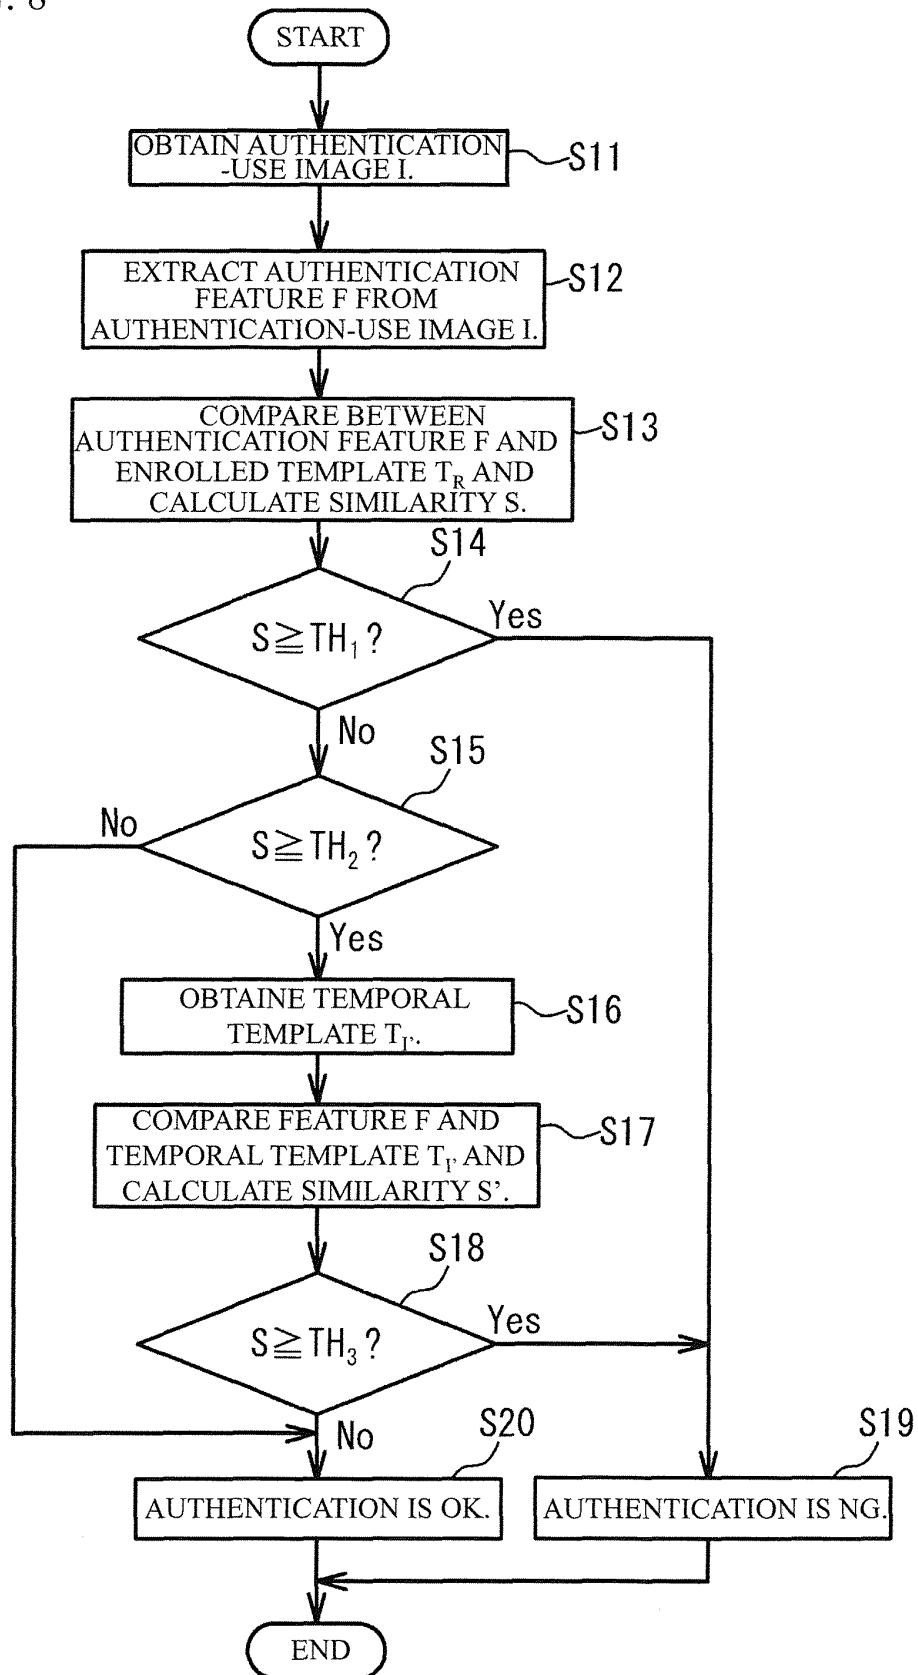 START
OBTAIN AUTHENTICATION
-USE IMAGE I.
S11
EXTRACT AUTHENTICATION
FEATURE F FROM
AUTHENTICATION-USE IMAGE I.
S12
COMPARE BETWEEN
AUTHENTICATION FEATURE F AND
ENROLLED TEMPLATE T_R AND
CALCULATE SIMILARITY S.
S13
S14
S≧TH₁?
Yes
No
S15
S≧TH₂?
No
Yes
OBTAINE TEMPORAL
TEMPLATE T_I'.
S16
COMPARE FEATURE F AND
TEMPORAL TEMPLATE T_I' AND
CALCULATE SIMILARITY S’.
S17
S18
S≧TH₃?
Yes
No
S20
AUTHENTICATION IS OK.
S19
AUTHENTICATION IS NG.
END